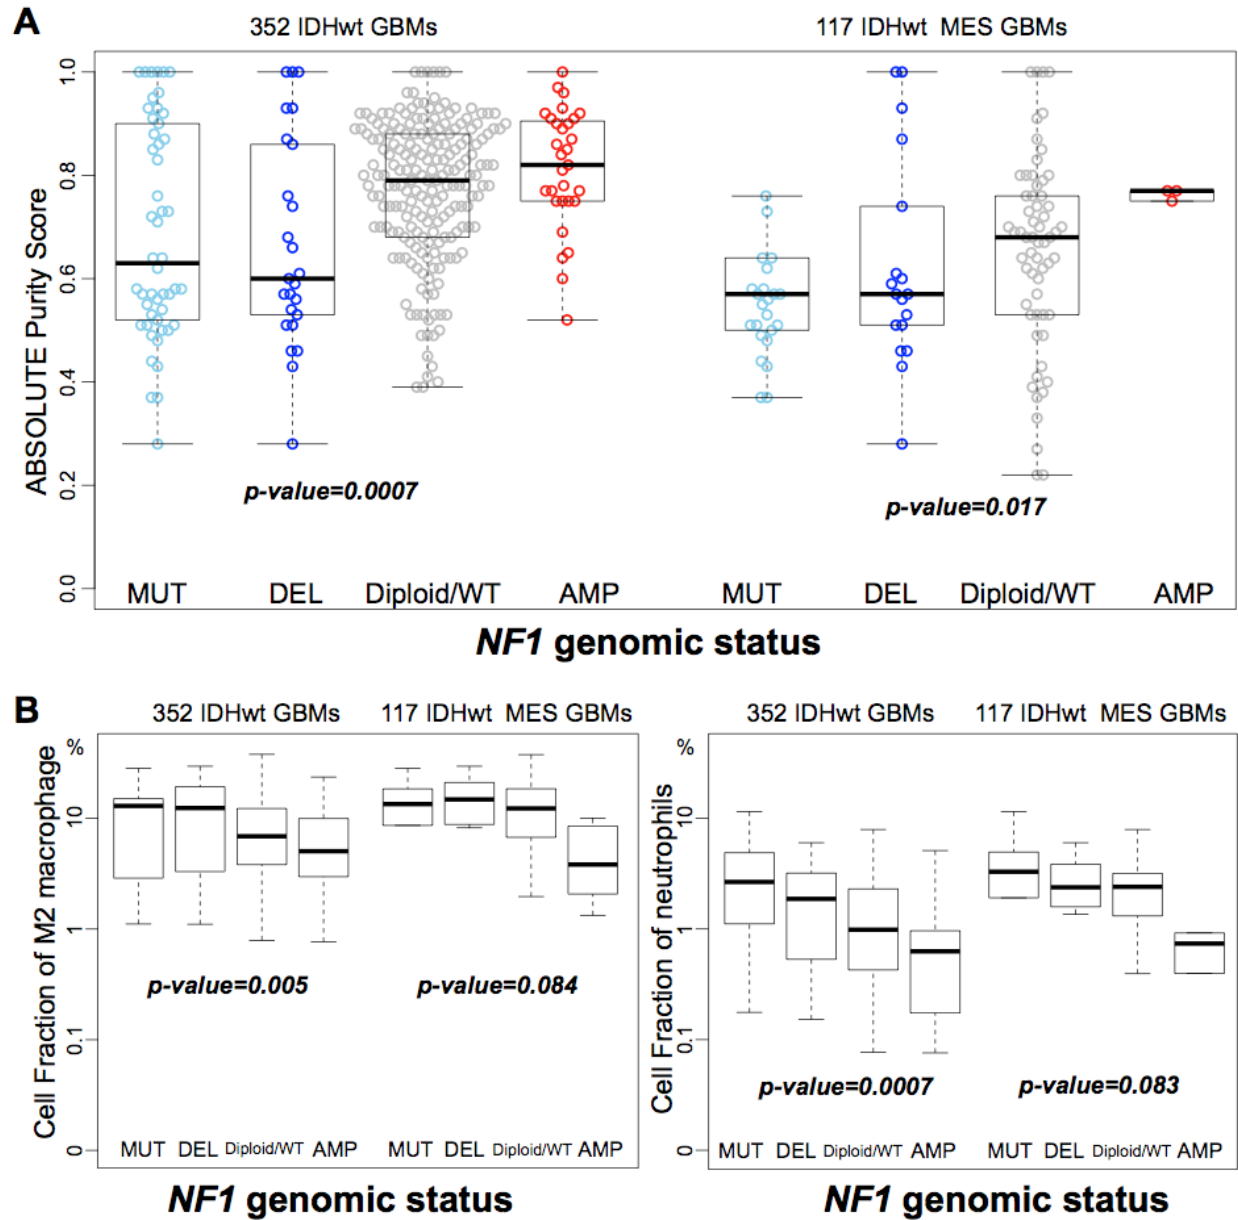 A
352 IDHwt GBMs
117 IDHwt MES GBMs
ABSOLUTE Purity Score
1.0
0.8
0.6
0.4
0.2
0.0
p-value=0.0007
p-value=0.017
MUT DEL Diploid/WT AMP
MUT DEL Diploid/WT AMP
NF1 genomic status
B
352 IDHwt GBMs
117 IDHwt MES GBMs
Cell Fraction of M2 macrophage
%
10
1
0.1
0
p-value=0.005
p-value=0.084
MUT DEL Diploid/WT AMP
MUT DEL Diploid/WT AMP
NF1 genomic status
352 IDHwt GBMs
117 IDHwt MES GBMs
Cell Fraction of neutrophils
%
10
1
0.1
0
p-value=0.0007
p-value=0.083
MUT DEL Diploid/WT AMP
MUT DEL Diploid/WT AMP
NF1 genomic status